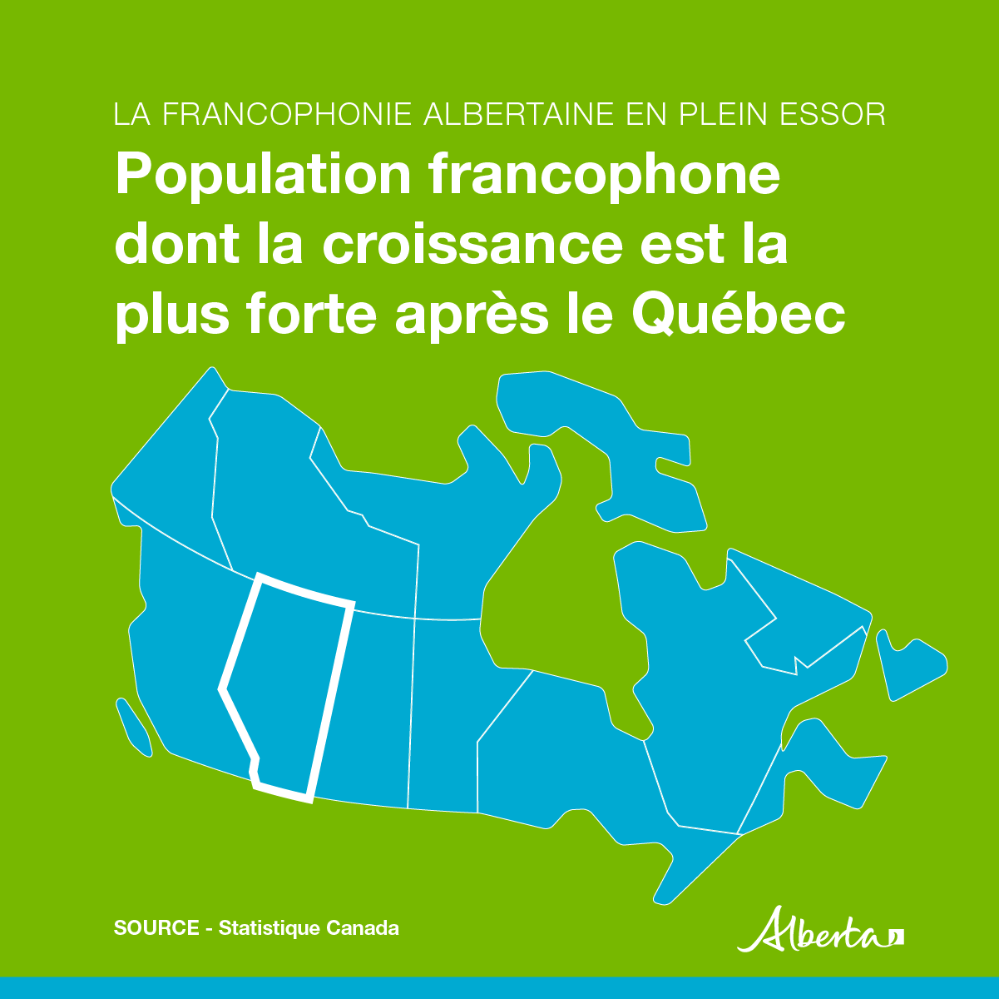 LA FRANCOPHONIE ALBERTAINE EN PLEIN ESSOR
Population francophone
dont la croissance est la
plus forte après le Québec
SOURCE - Statistique Canada
Alberta